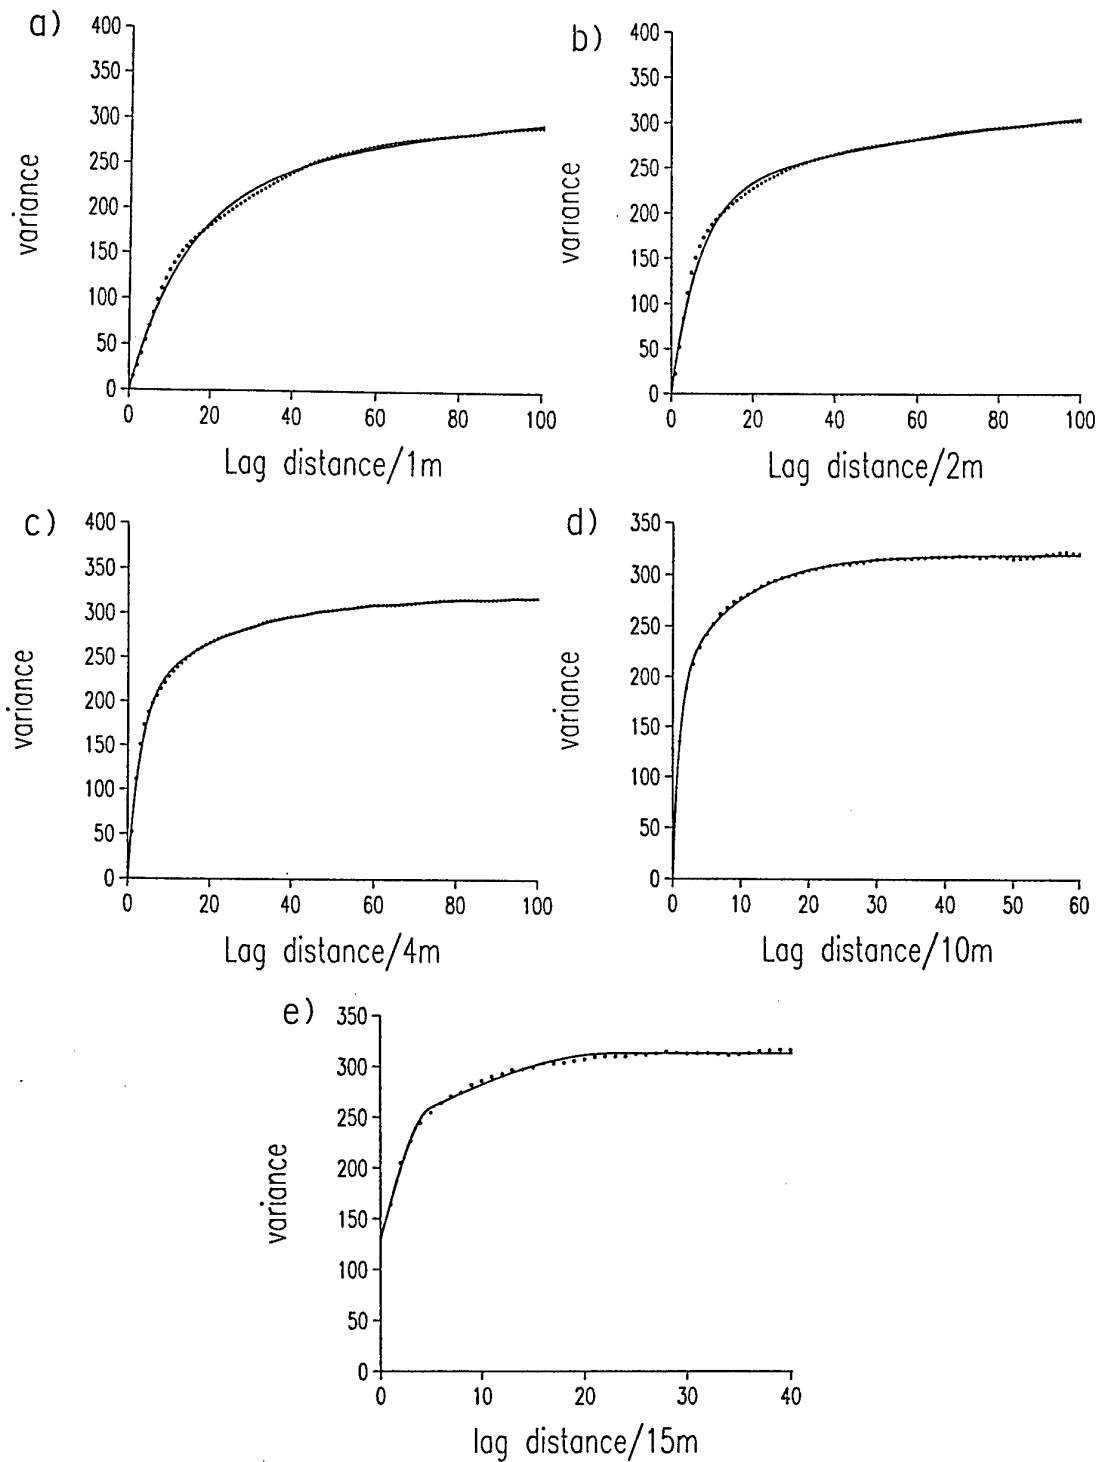 a)
400
350
300
250
200
150
100
50
0
variance
0 20 40 60 80 100
Lag distance/1m
b)
400
350
300
250
200
150
100
50
0
variance
0 20 40 60 80 100
Lag distance/2m
c)
400
350
300
250
200
150
100
50
0
variance
0 20 40 60 80 100
Lag distance/4m
d)
350
300
250
200
150
100
50
0
variance
0 10 20 30 40 50 60
Lag distance/10m
e)
350
300
250
200
150
100
50
0
variance
0 10 20 30 40
lag distance/15m